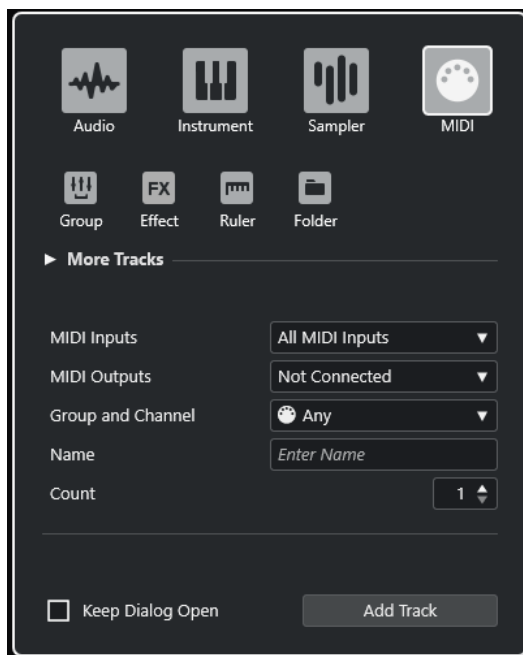 Audio Instrument Sampler MIDI
FX
Group Effect Ruler Folder
More Tracks
MIDI Inputs All MIDI Inputs
MIDI Outputs Not Connected
Group and Channel Any
Name Enter Name
Count 1
Keep Dialog Open Add Track